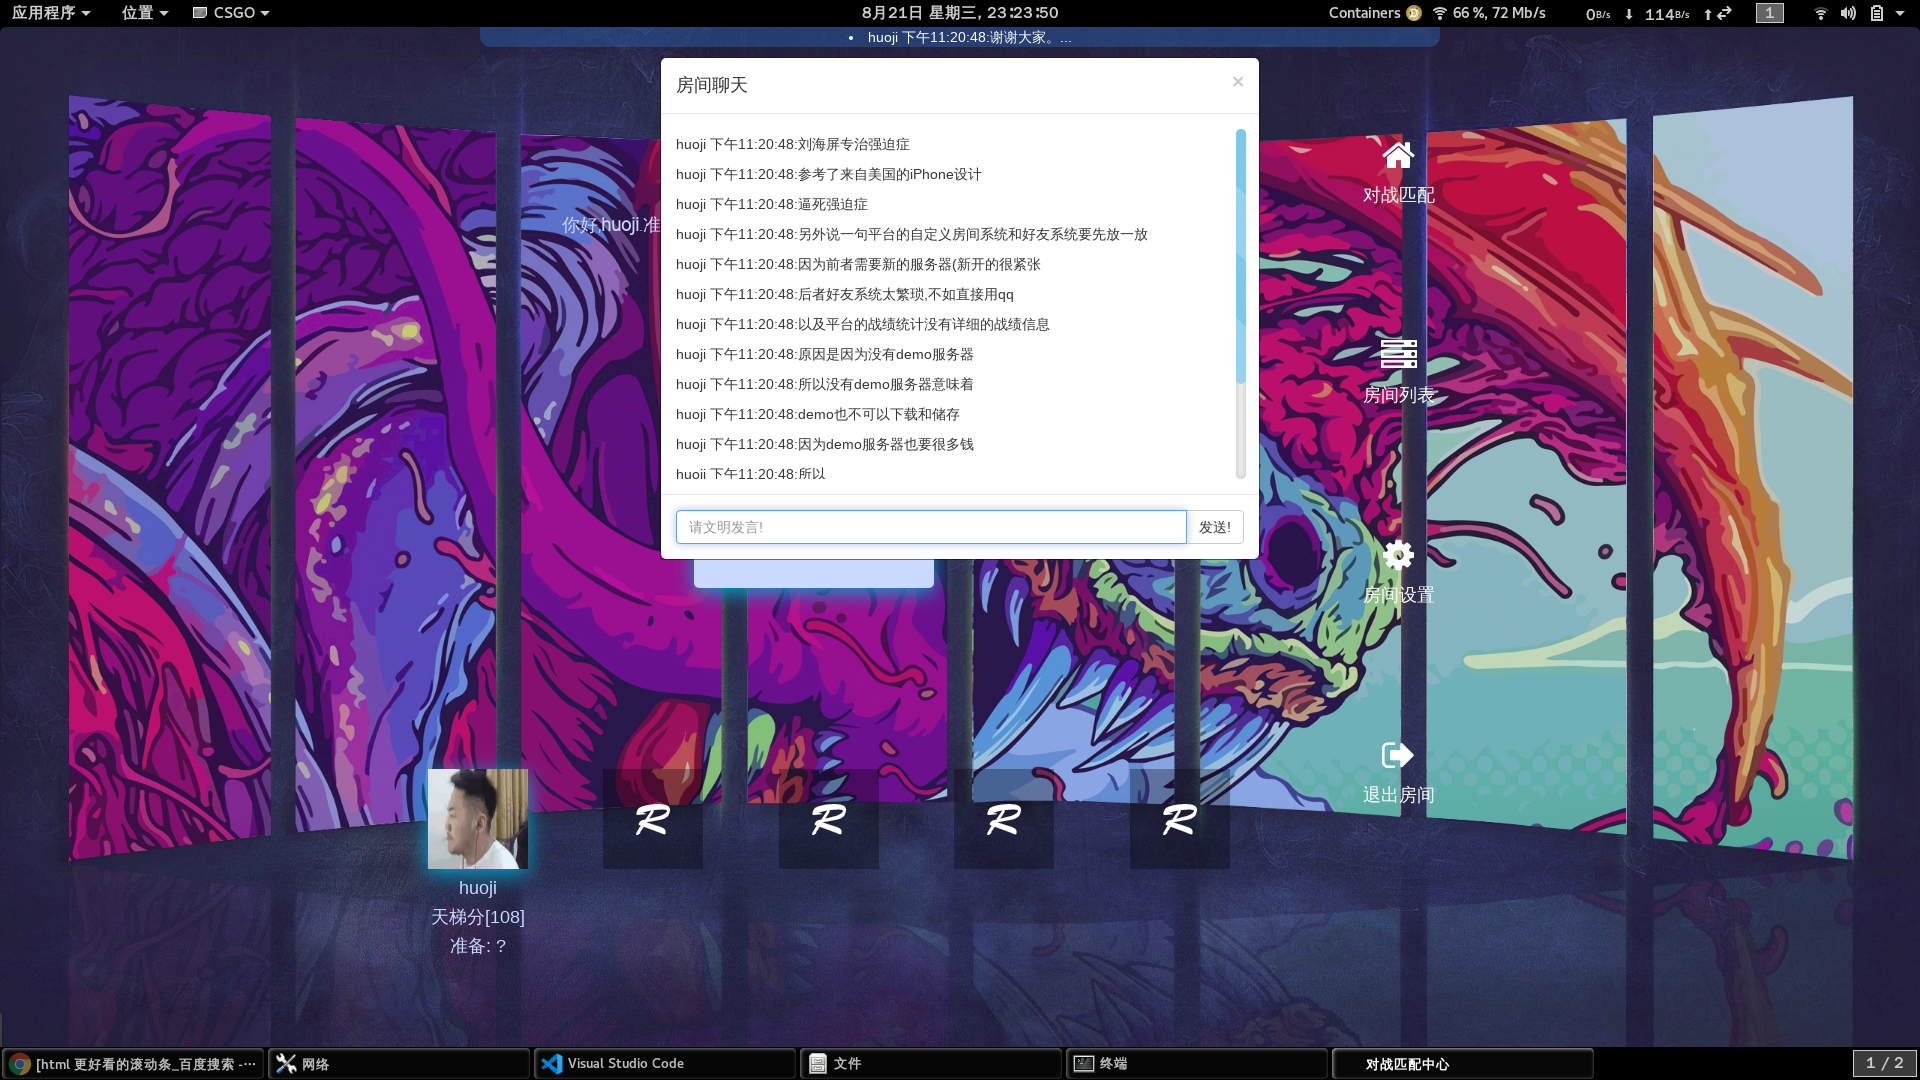 应用程序 位置 CSGO 8月21日 星期三, 23:23:50 Containers 66 %, 72 Mb/s 0 B/s 114 B/s 1
huoji 下午11:20:48:谢谢大家。...
房间聊天 ×
huoji 下午11:20:48:刘海屏专治强迫症
huoji 下午11:20:48:参考了来自美国的iPhone设计
huoji 下午11:20:48:逼死强迫症
huoji 下午11:20:48:另外说一句平台的自定义房间系统和好友系统要先放一放
huoji 下午11:20:48:因为前者需要新的服务器(新开的很紧张
huoji 下午11:20:48:后者好友系统太繁琐,不如直接用qq
huoji 下午11:20:48:以及平台的战绩统计没有详细的战绩信息
huoji 下午11:20:48:原因是因为没有demo服务器
huoji 下午11:20:48:所以没有demo服务器意味着
huoji 下午11:20:48:demo也不可以下载和储存
huoji 下午11:20:48:因为demo服务器也要很多钱
huoji 下午11:20:48:所以
请文明发言! 发送!
你好,huoji.准
对战匹配
房间列表
房间设置
退出房间
R R R R
huoji
天梯分[108]
准备: ?
[html 更好看的滚动条_百度搜索 -··· 网络 Visual Studio Code 文件 终端 对战匹配中心 1 / 2